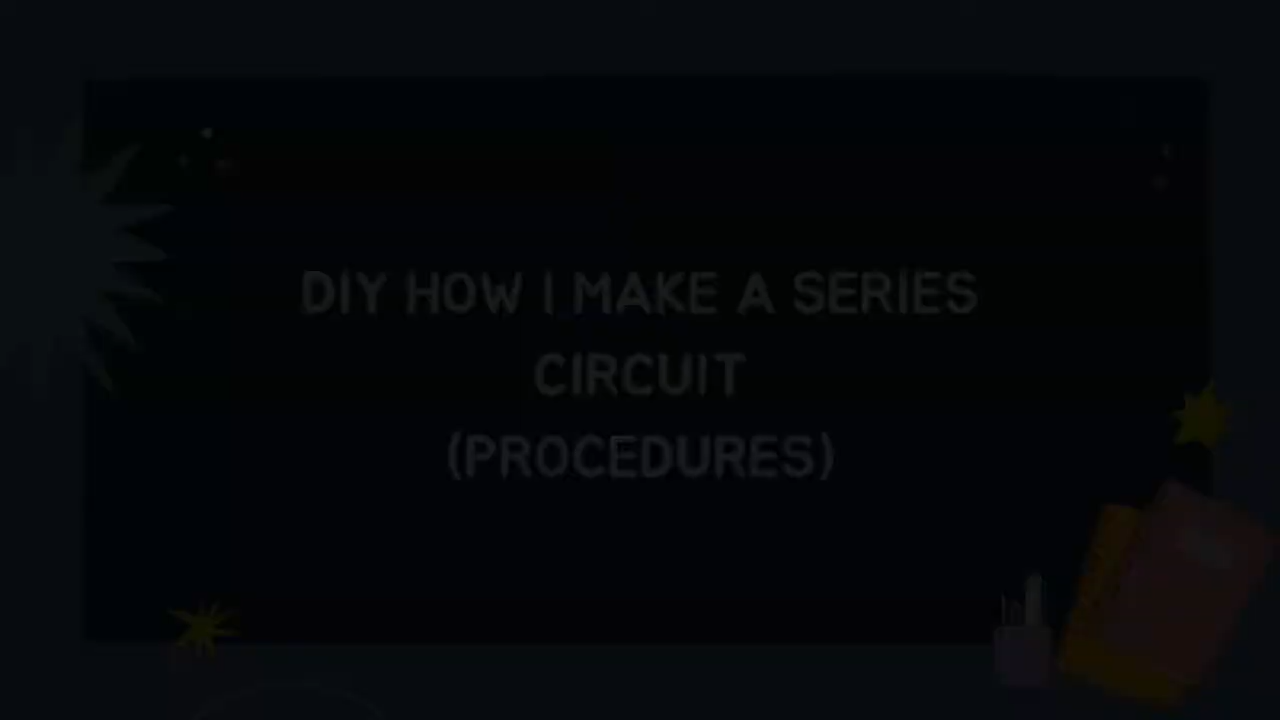 DIY HOW I MAKE A SERIES
CIRCUIT
(PROCEDURES)